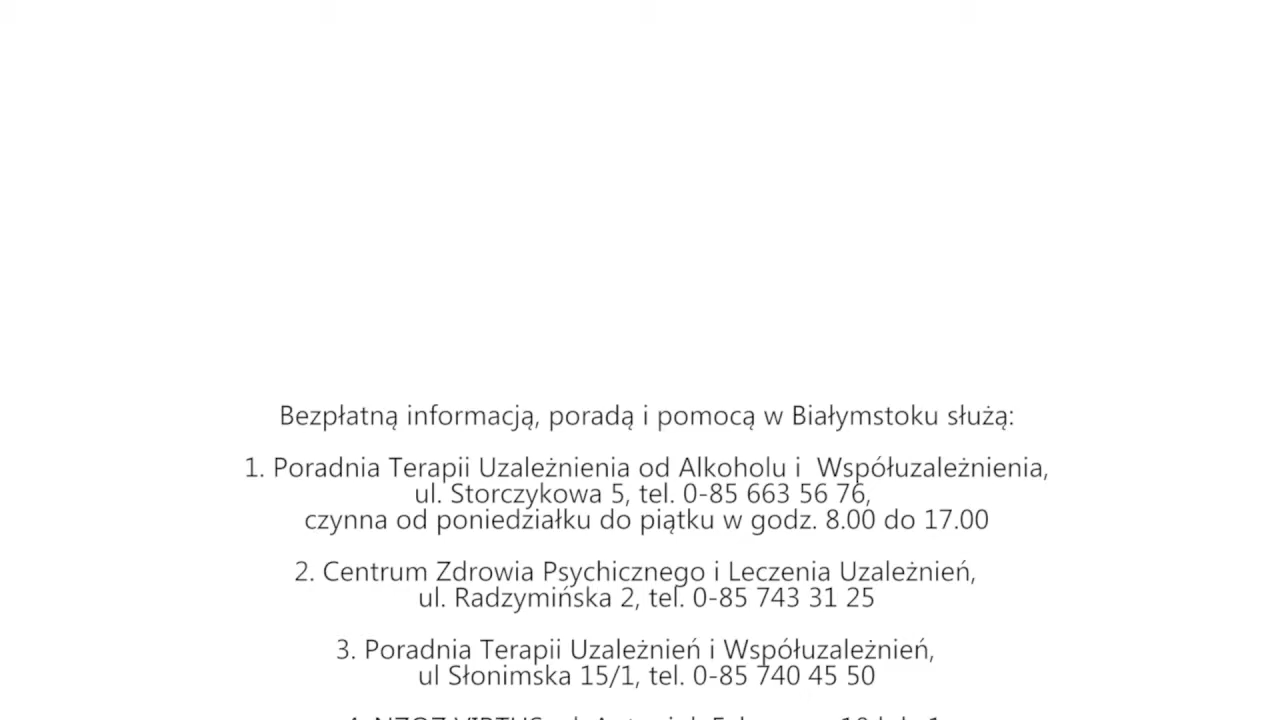 Bezpłatną informacją, poradą i pomocą w Białymstoku służą:
1. Poradnia Terapii Uzależnienia od Alkoholu i  Współuzależnienia,
ul. Storczykowa 5, tel. 0-85 663 56 76,
czynna od poniedziałku do piątku w godz. 8.00 do 17.00
2. Centrum Zdrowia Psychicznego i Leczenia Uzależnień,
ul. Radzymińska 2, tel. 0-85 743 31 25
3. Poradnia Terapii Uzależnień i Współuzależnień,
ul Słonimska 15/1, tel. 0-85 740 45 50
4. NZOZ VIRTUS